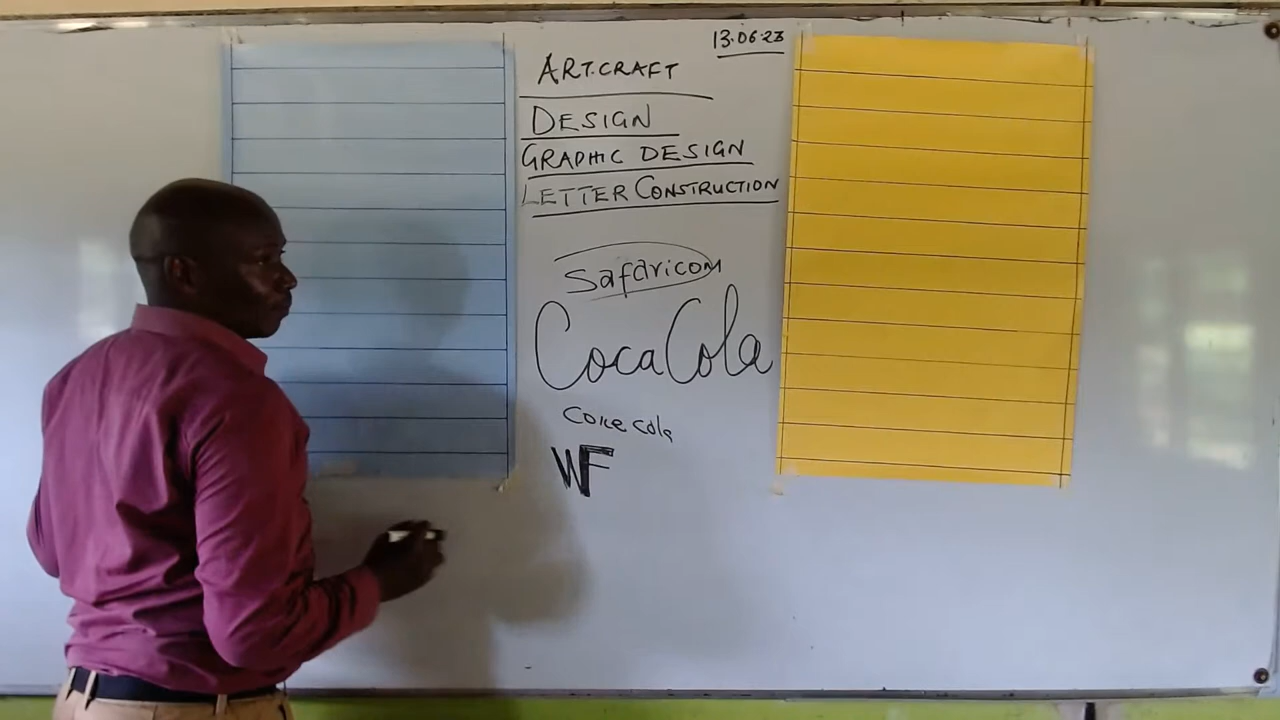 13.06.23
ART.CRAFT
DESIGN
GRAPHIC DESIGN
LETTER CONSTRUCTION
Safaricom
CocaCola
Coke cola
WF